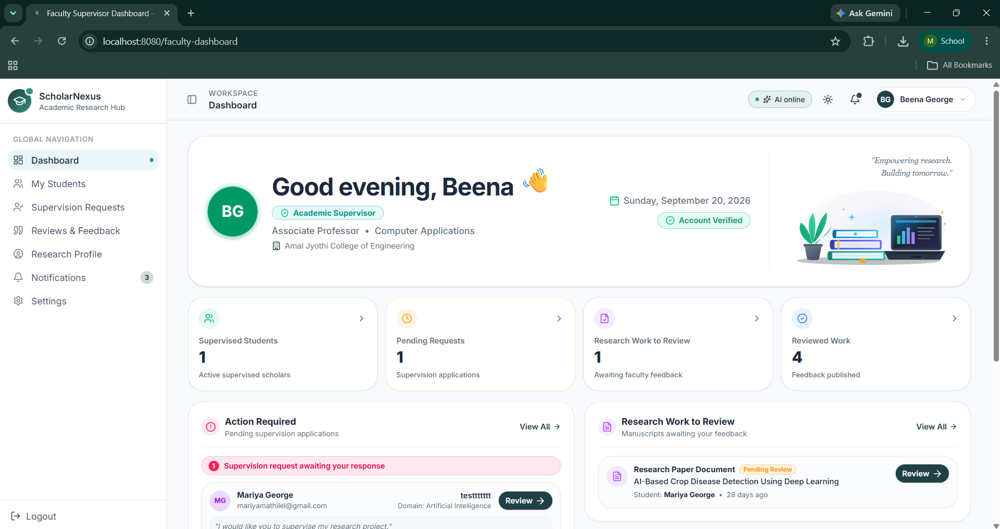 Faculty Supervisor Dashboard –
Ask Gemini
localhost:8080/faculty-dashboard
M School
All Bookmarks
ScholarNexus
Academic Research Hub
WORKSPACE
Dashboard
AI online
BG Beena George
GLOBAL NAVIGATION
Dashboard
My Students
Supervision Requests
Reviews & Feedback
Research Profile
Notifications 3
Settings
Logout
BG
Good evening, Beena
Academic Supervisor
Associate Professor • Computer Applications
Amal Jyothi College of Engineering
Sunday, September 20, 2026
Account Verified
"Empowering research.
Building tomorrow."
Supervised Students
1
Active supervised scholars
Pending Requests
1
Supervision applications
Research Work to Review
1
Awaiting faculty feedback
Reviewed Work
4
Feedback published
Action Required
Pending supervision applications
View All →
1 Supervision request awaiting your response
MG
Mariya George
mariyamathilel@gmail.com
testttttt
Domain: Artificial Intelligence
Review →
"I would like you to supervise my research project."
Research Work to Review
Manuscripts awaiting your feedback
View All →
Research Paper Document Pending Review
AI-Based Crop Disease Detection Using Deep Learning
Student: Mariya George • 28 days ago
Review →